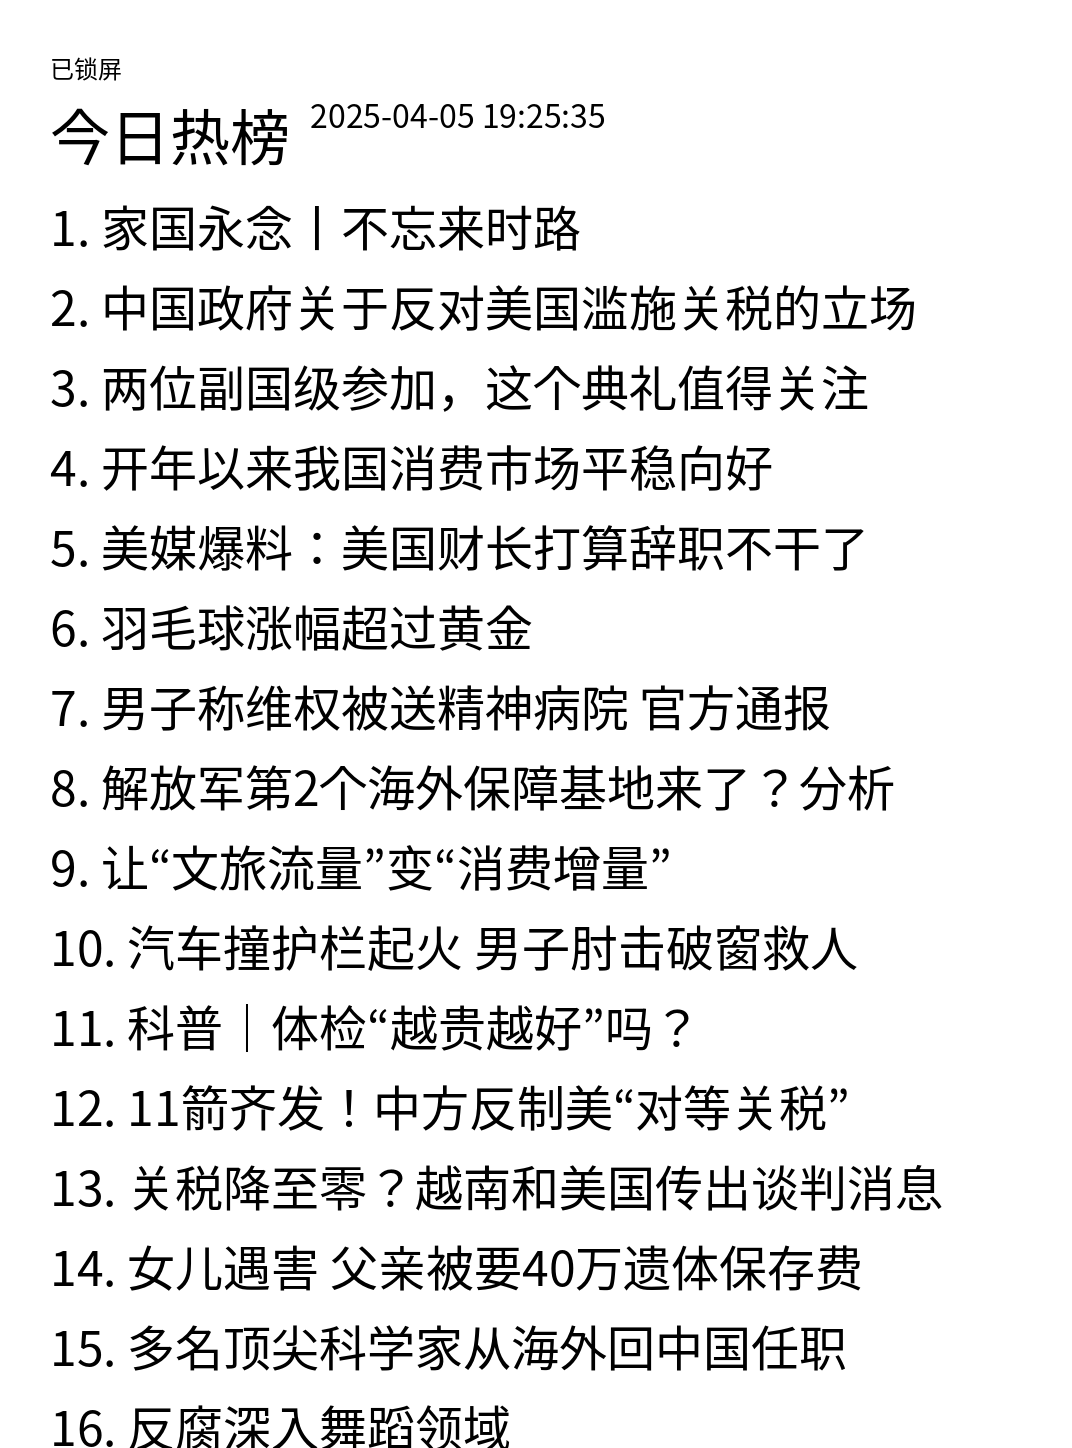 已锁屏
今日热榜 2025-04-05 19:25:35
1. 家国永念丨不忘来时路
2. 中国政府关于反对美国滥施关税的立场
3. 两位副国级参加，这个典礼值得关注
4. 开年以来我国消费市场平稳向好
5. 美媒爆料：美国财长打算辞职不干了
6. 羽毛球涨幅超过黄金
7. 男子称维权被送精神病院 官方通报
8. 解放军第2个海外保障基地来了？分析
9. 让“文旅流量”变“消费增量”
10. 汽车撞护栏起火 男子肘击破窗救人
11. 科普｜体检“越贵越好”吗？
12. 11箭齐发！中方反制美“对等关税”
13. 关税降至零？越南和美国传出谈判消息
14. 女儿遇害 父亲被要40万遗体保存费
15. 多名顶尖科学家从海外回中国任职
16. 反腐深入舞蹈领域